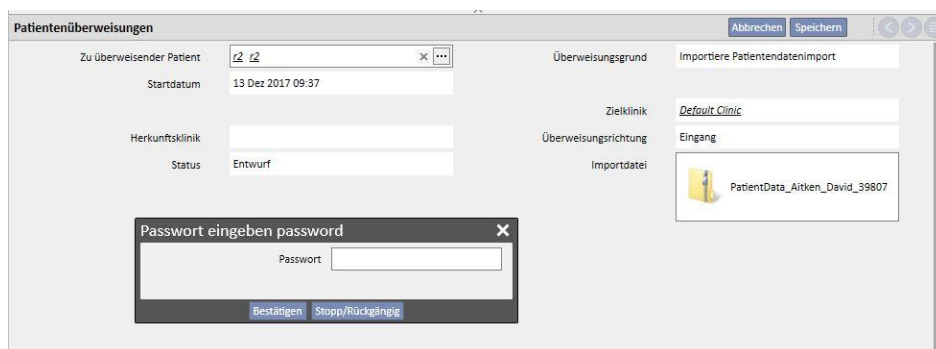 Patientenüberweisungen
Abbrechen Speichern
Zu überweisender Patient r2 r2
Überweisungsgrund Importiere Patientendatenimport
Startdatum 13 Dez 2017 09:37
Zielklinik Default Clinic
Herkunftsklinik
Überweisungsrichtung Eingang
Status Entwurf
Importdatei PatientData_Aitken_David_39807
Passwort eingeben password
Passwort
Bestätigen Stopp/Rückgängig